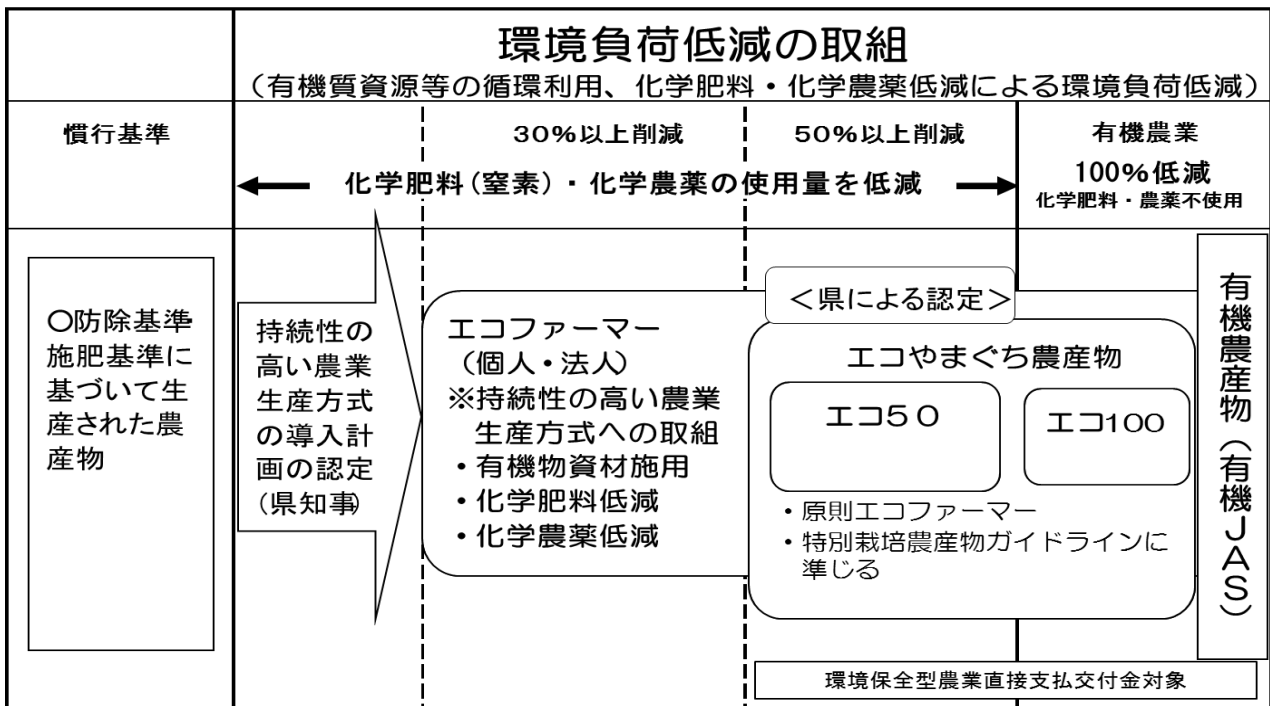 環境負荷低減の取組
（有機質資源等の循環利用、化学肥料・化学農薬低減による環境負荷低減）
慣行基準
30％以上削減
50％以上削減
有機農業
100％低減
化学肥料・農薬不使用
化学肥料（窒素）・化学農薬の使用量を低減
〇防除基準・
施肥基準に
基づいて生
産された農
産物
持続性の
高い農業
生産方式
の導入計
画の認定
（県知事）
エコファーマー
（個人・法人）
※持続性の高い農業
生産方式への取組
・有機物資材施用
・化学肥料低減
・化学農薬低減
＜県による認定＞
エコやまぐち農産物
エコ５０
エコ100
・原則エコファーマー
・特別栽培農産物ガイドラインに
準じる
有機農産物（有機ＪＡＳ）
環境保全型農業直接支払交付金対象